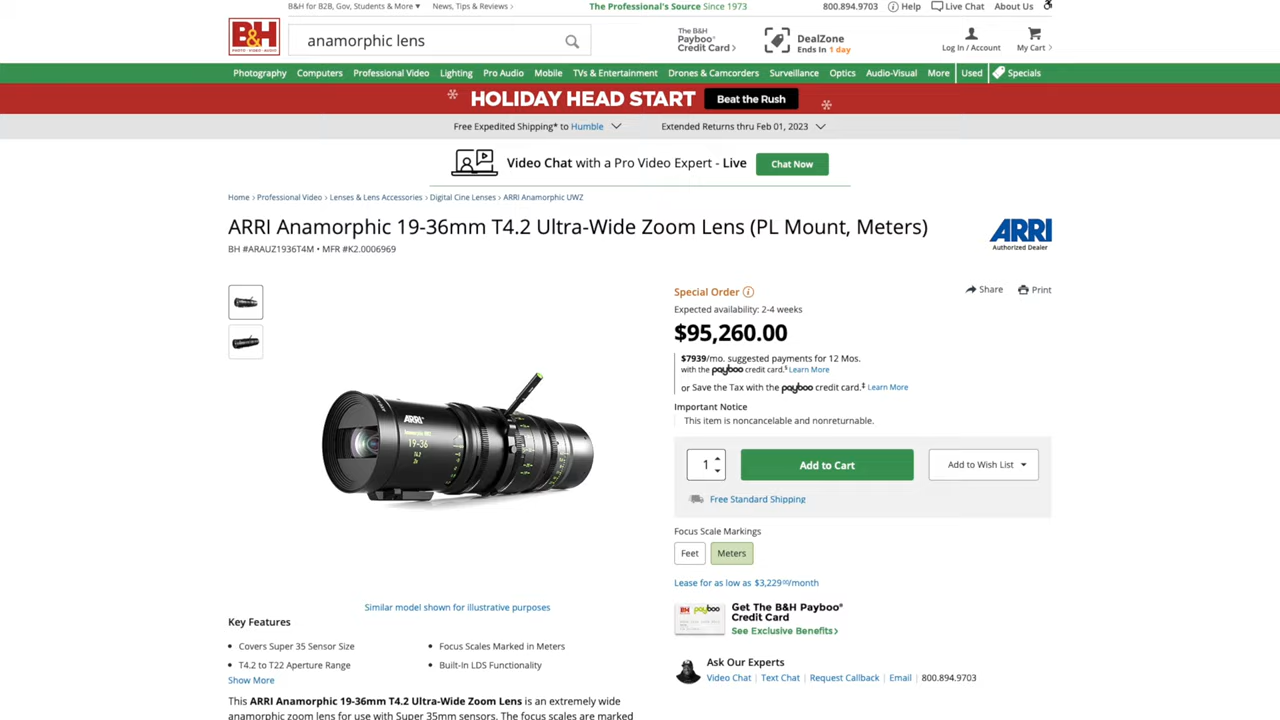 B&H for B2B, Gov, Students & More
News, Tips & Reviews
The Professional's Source Since 1973
800.894.9703
Help
Live Chat
About Us
B&H
PHOTO • VIDEO • AUDIO
anamorphic lens
The B&H
Payboo
Credit Card
DealZone
Ends In 1 day
Log In / Account
My Cart
Photography
Computers
Professional Video
Lighting
Pro Audio
Mobile
TVs & Entertainment
Drones & Camcorders
Surveillance
Optics
Audio-Visual
More
Used
Specials
HOLIDAY HEAD START
Beat the Rush
Free Expedited Shipping* to Humble
Extended Returns thru Feb 01, 2023
Video Chat with a Pro Video Expert - Live
Chat Now
Home > Professional Video > Lenses & Lens Accessories > Digital Cine Lenses > ARRI Anamorphic UWZ
ARRI Anamorphic 19-36mm T4.2 Ultra-Wide Zoom Lens (PL Mount, Meters)
BH #ARAUZ1936T4M • MFR #K2.0006969
ARRI
Authorized Dealer
Special Order
Share
Print
Expected availability: 2-4 weeks
$95,260.00
$7939/mo. suggested payments for 12 Mos.
with the payboo credit card.§ Learn More
or Save the Tax with the payboo credit card.‡ Learn More
Important Notice
This item is noncancelable and nonreturnable.
ARRI
19-36
1
Add to Cart
Add to Wish List
Free Standard Shipping
Focus Scale Markings
Feet
Meters
Lease for as low as $3,229.00/month
Similar model shown for illustrative purposes
Get The B&H Payboo®
Credit Card
See Exclusive Benefits
Key Features
Covers Super 35 Sensor Size
Focus Scales Marked in Meters
T4.2 to T22 Aperture Range
Built-In LDS Functionality
Show More
Ask Our Experts
Video Chat | Text Chat | Request Callback | Email | 800.894.9703
This ARRI Anamorphic 19-36mm T4.2 Ultra-Wide Zoom Lens is an extremely wide
anamorphic zoom lens for use with Super 35mm sensors. The focus scales are marked